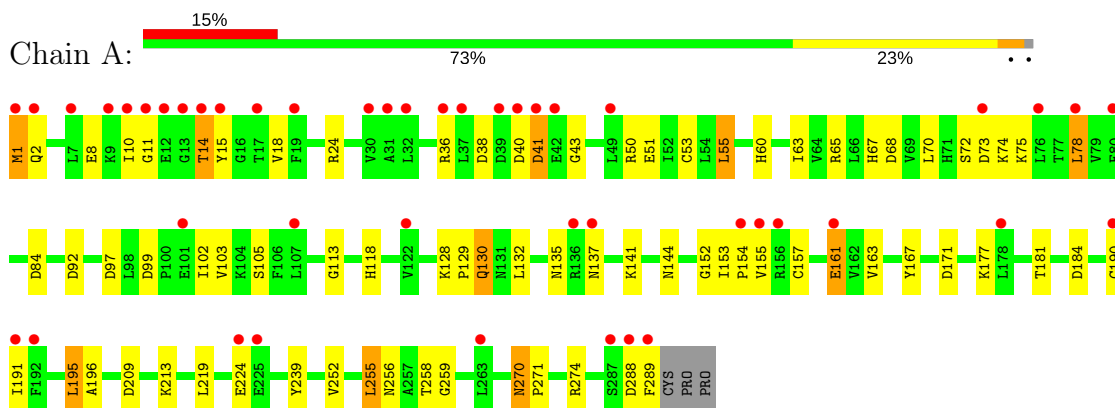 15%
Chain A:
73% 23% • •
M1 Q2 L7 E8 K9 I10 G11 E12 G13 T14 Y15 G16 T17 V18 F19 R24 V30 A31 L32 R36 L37 D38 D39 D40 D41 E42 G43 L49 R50 E51 I52 C53 L54 L55 H60 I63 V64 R65 L66 H67 D68 V69 L70 H71 S72 D73 K74 K75 L76 T77 L78 V79 E80
D84 D92 D97 L98 D99 P100 E101 I102 V103 K104 S105 F106 L107 G113 H118 V122 K128 P129 Q130 N131 L132 N135 R136 N137 K141 N144 G152 I153 P154 V155 R156 C157 E161 V162 V163 Y167 D171 K177 L178 T181 D184 C190
I191 F192 L195 A196 D209 K213 L219 E224 E225 Y239 V252 L255 N256 A257 T258 G259 L263 N270 P271 R274 S287 D288 F289 CYS PRO PRO